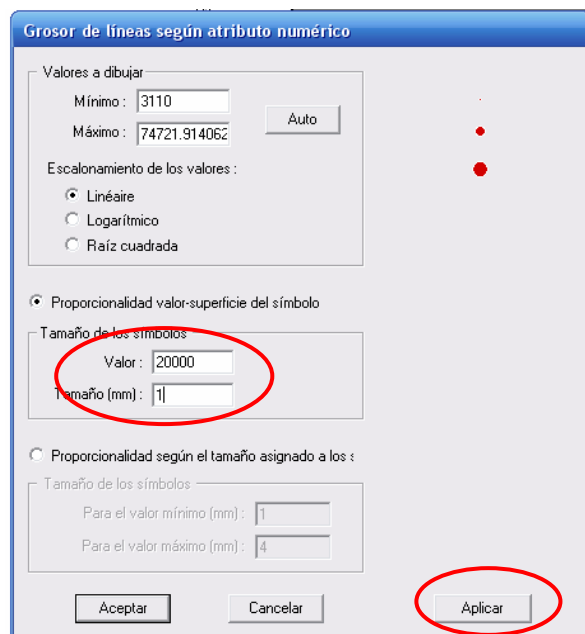 Grosor de líneas según atributo numérico
Valores a dibujar
Mínimo : 3110
Máximo : 74721.914062
Auto
Escalonamiento de los valores :
Linéaire
Logarítmico
Raíz cuadrada
Proporcionalidad valor-superficie del símbolo
Tamaño de los símbolos
Valor : 20000
Tamaño (mm) : 1
Proporcionalidad según el tamaño asignado a los s
Tamaño de los símbolos
Para el valor mínimo (mm) : 1
Para el valor máximo (mm) : 4
Aceptar Cancelar Aplicar